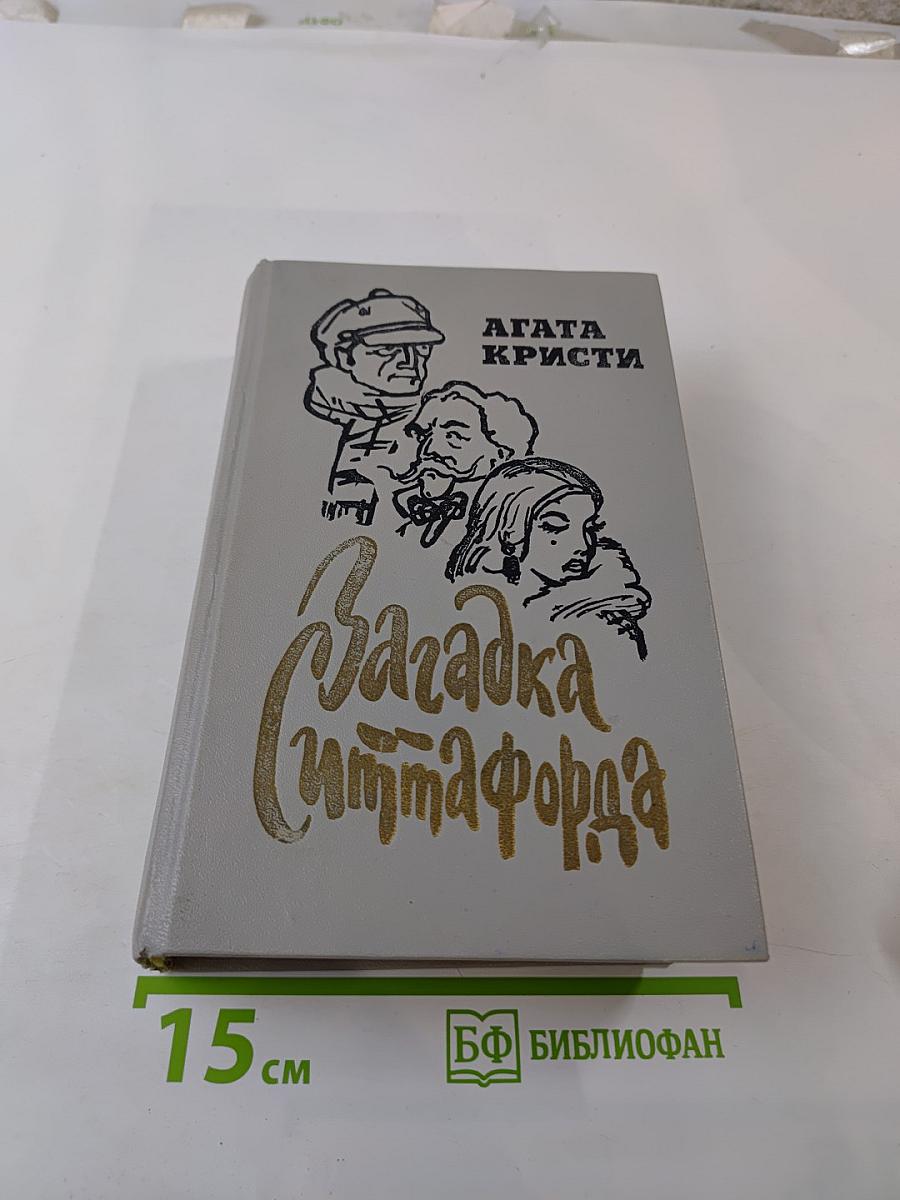 АГАТА
КРИСТИ
Загадка
Ситтафорда
15 см
БФ БИБЛИОФАН